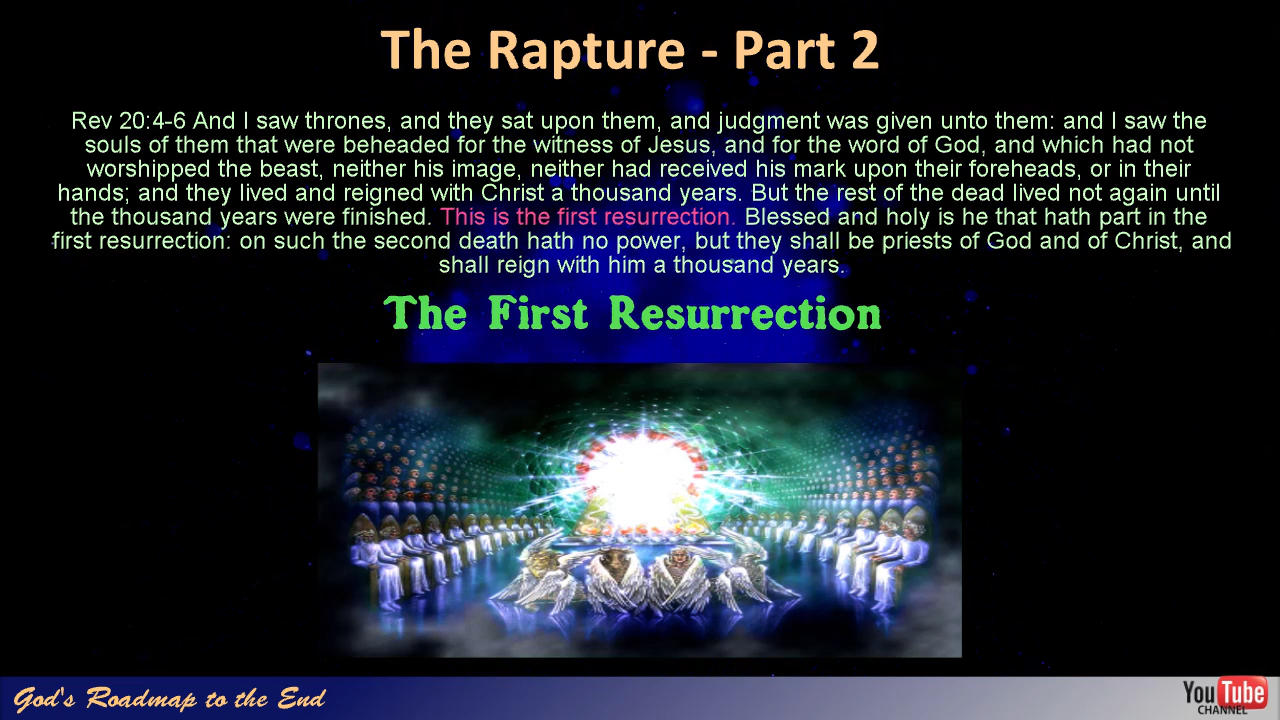 The Rapture - Part 2
Rev 20:4-6 And I saw thrones, and they sat upon them, and judgment was given unto them: and I saw the
souls of them that were beheaded for the witness of Jesus, and for the word of God, and which had not
worshipped the beast, neither his image, neither had received his mark upon their foreheads, or in their
hands; and they lived and reigned with Christ a thousand years. But the rest of the dead lived not again until
the thousand years were finished. This is the first resurrection. Blessed and holy is he that hath part in the
first resurrection: on such the second death hath no power, but they shall be priests of God and of Christ, and
shall reign with him a thousand years.
The First Resurrection
God's Roadmap to the End
YouTube
CHANNEL